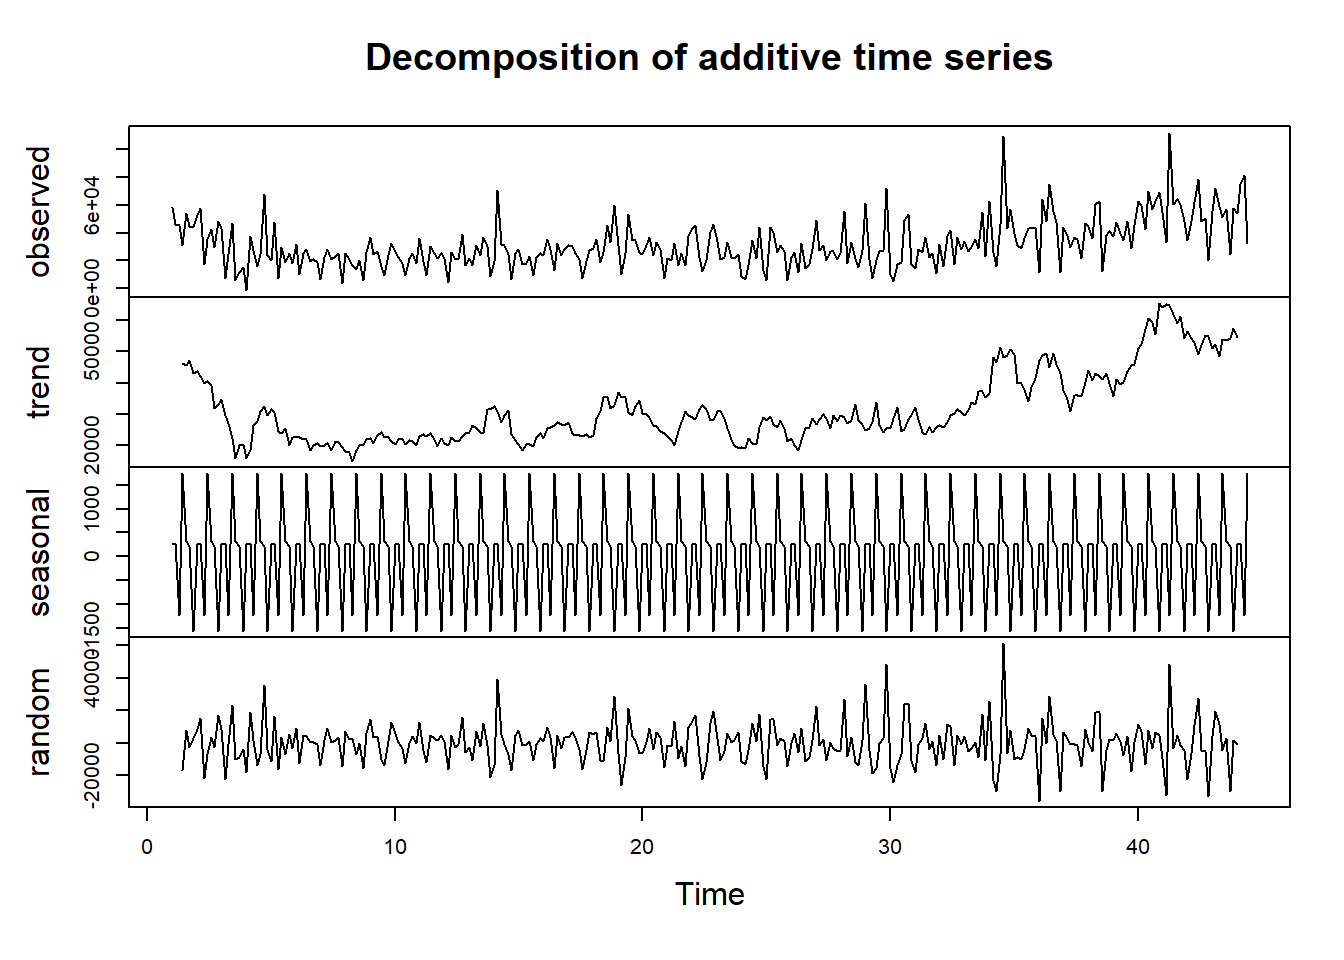 Decomposition of additive time series
observed
6e+04
0e+00
trend
50000
20000
seasonal
1000
0
-1500
random
40000
-20000
0 10 20 30 40
Time